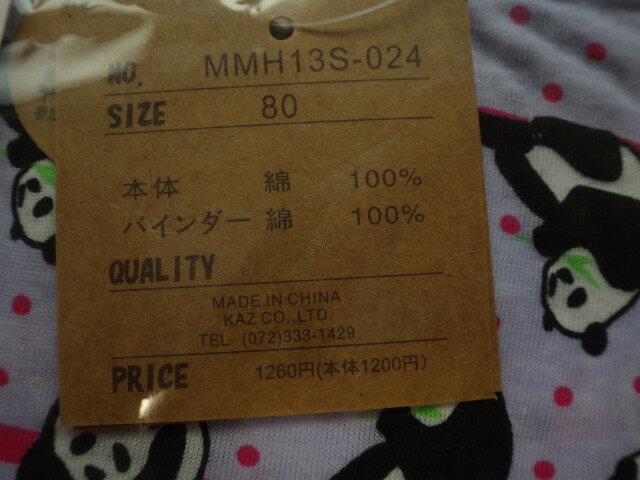 NO. MMH13S-024
SIZE 80
本体 綿 100%
バインダー 綿 100%
QUALITY
MADE IN CHINA
KAZ CO.,LTD.
TEL (072)333-1429
PRICE 1260円(本体1200円)